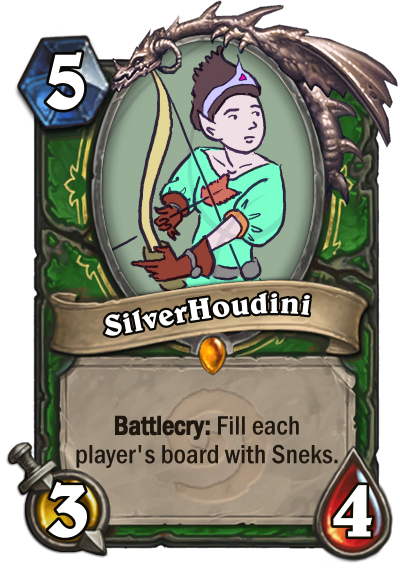 5
SilverHoudini
Battlecry: Fill each
player's board with Sneks.
3
4